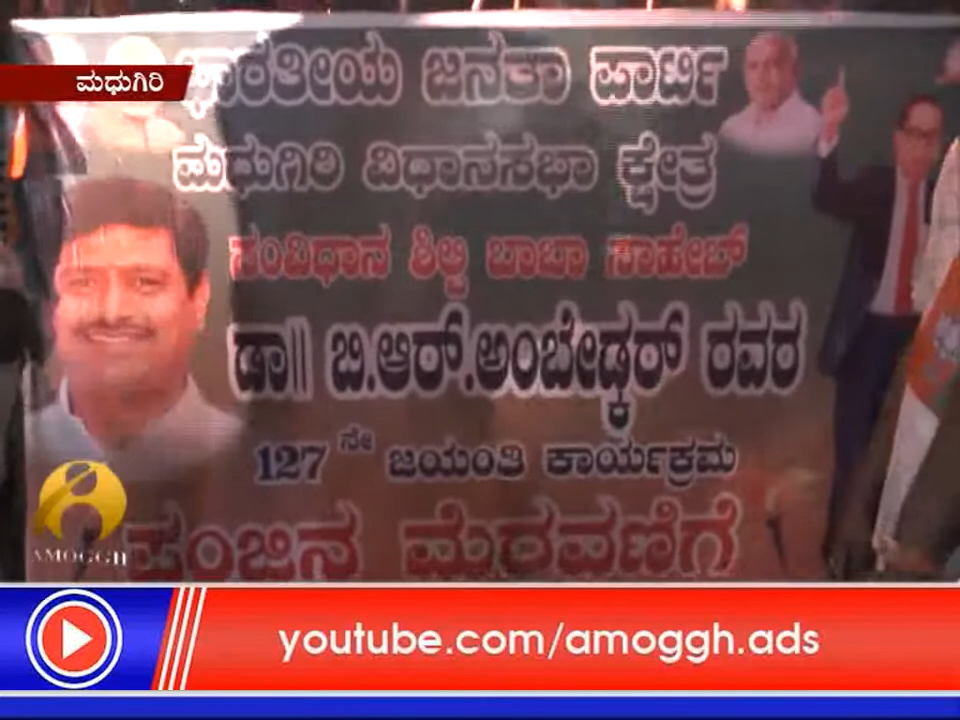 ಮಧುಗಿರಿ
ಭಾರತೀಯ ಜನತಾ ಪಾರ್ಟಿ
ಮಧುಗಿರಿ ವಿಧಾನಸಭಾ ಕ್ಷೇತ್ರ
ಸಂವಿಧಾನ ಶಿಲ್ಪಿ ಬಾಬಾ ಸಾಹೇಬ್
ಡಾ|| ಬಿ.ಆರ್.ಅಂಬೇಡ್ಕರ್ ರವರ
127 ನೇ ಜಯಂತಿ ಕಾರ್ಯಕ್ರಮ
ಪಂಜಿನ ಮೆರವಣಿಗೆ
AMOGGH
youtube.com/amoggh.ads